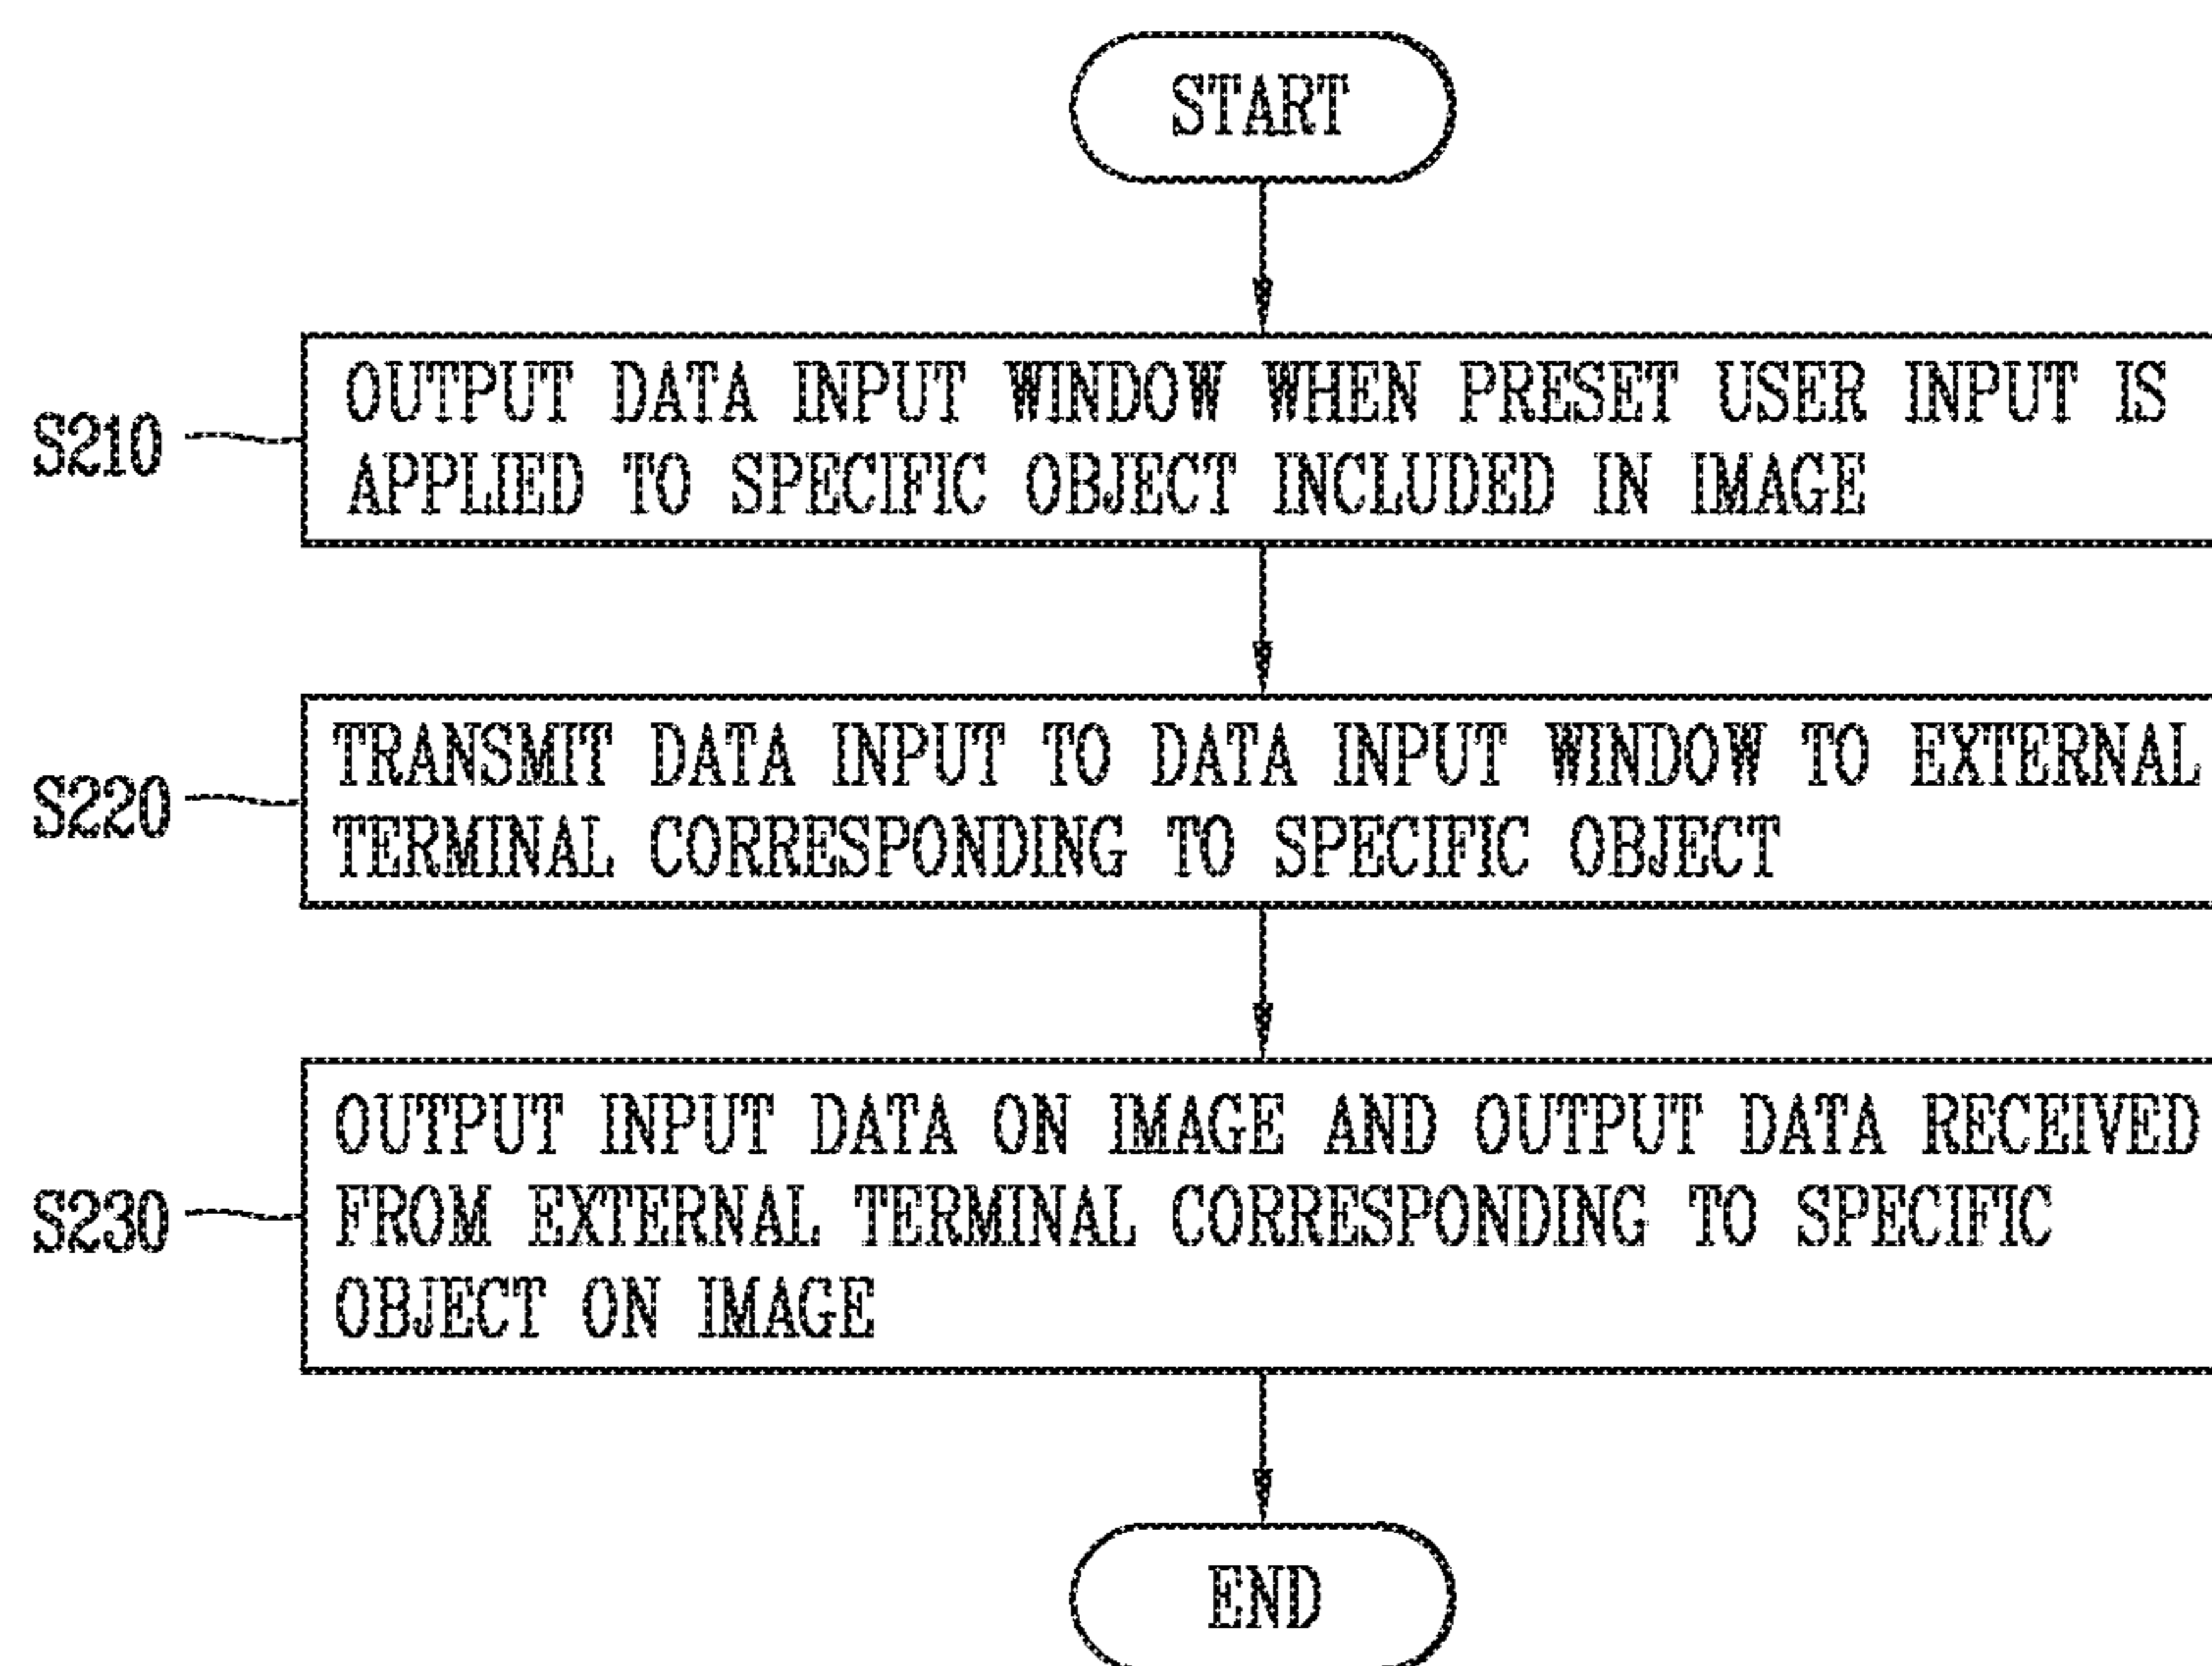 START
S210
OUTPUT DATA INPUT WINDOW WHEN PRESET USER INPUT IS
APPLIED TO SPECIFIC OBJECT INCLUDED IN IMAGE
S220
TRANSMIT DATA INPUT TO DATA INPUT WINDOW TO EXTERNAL
TERMINAL CORRESPONDING TO SPECIFIC OBJECT
S230
OUTPUT INPUT DATA ON IMAGE AND OUTPUT DATA RECEIVED
FROM EXTERNAL TERMINAL CORRESPONDING TO SPECIFIC
OBJECT ON IMAGE
END